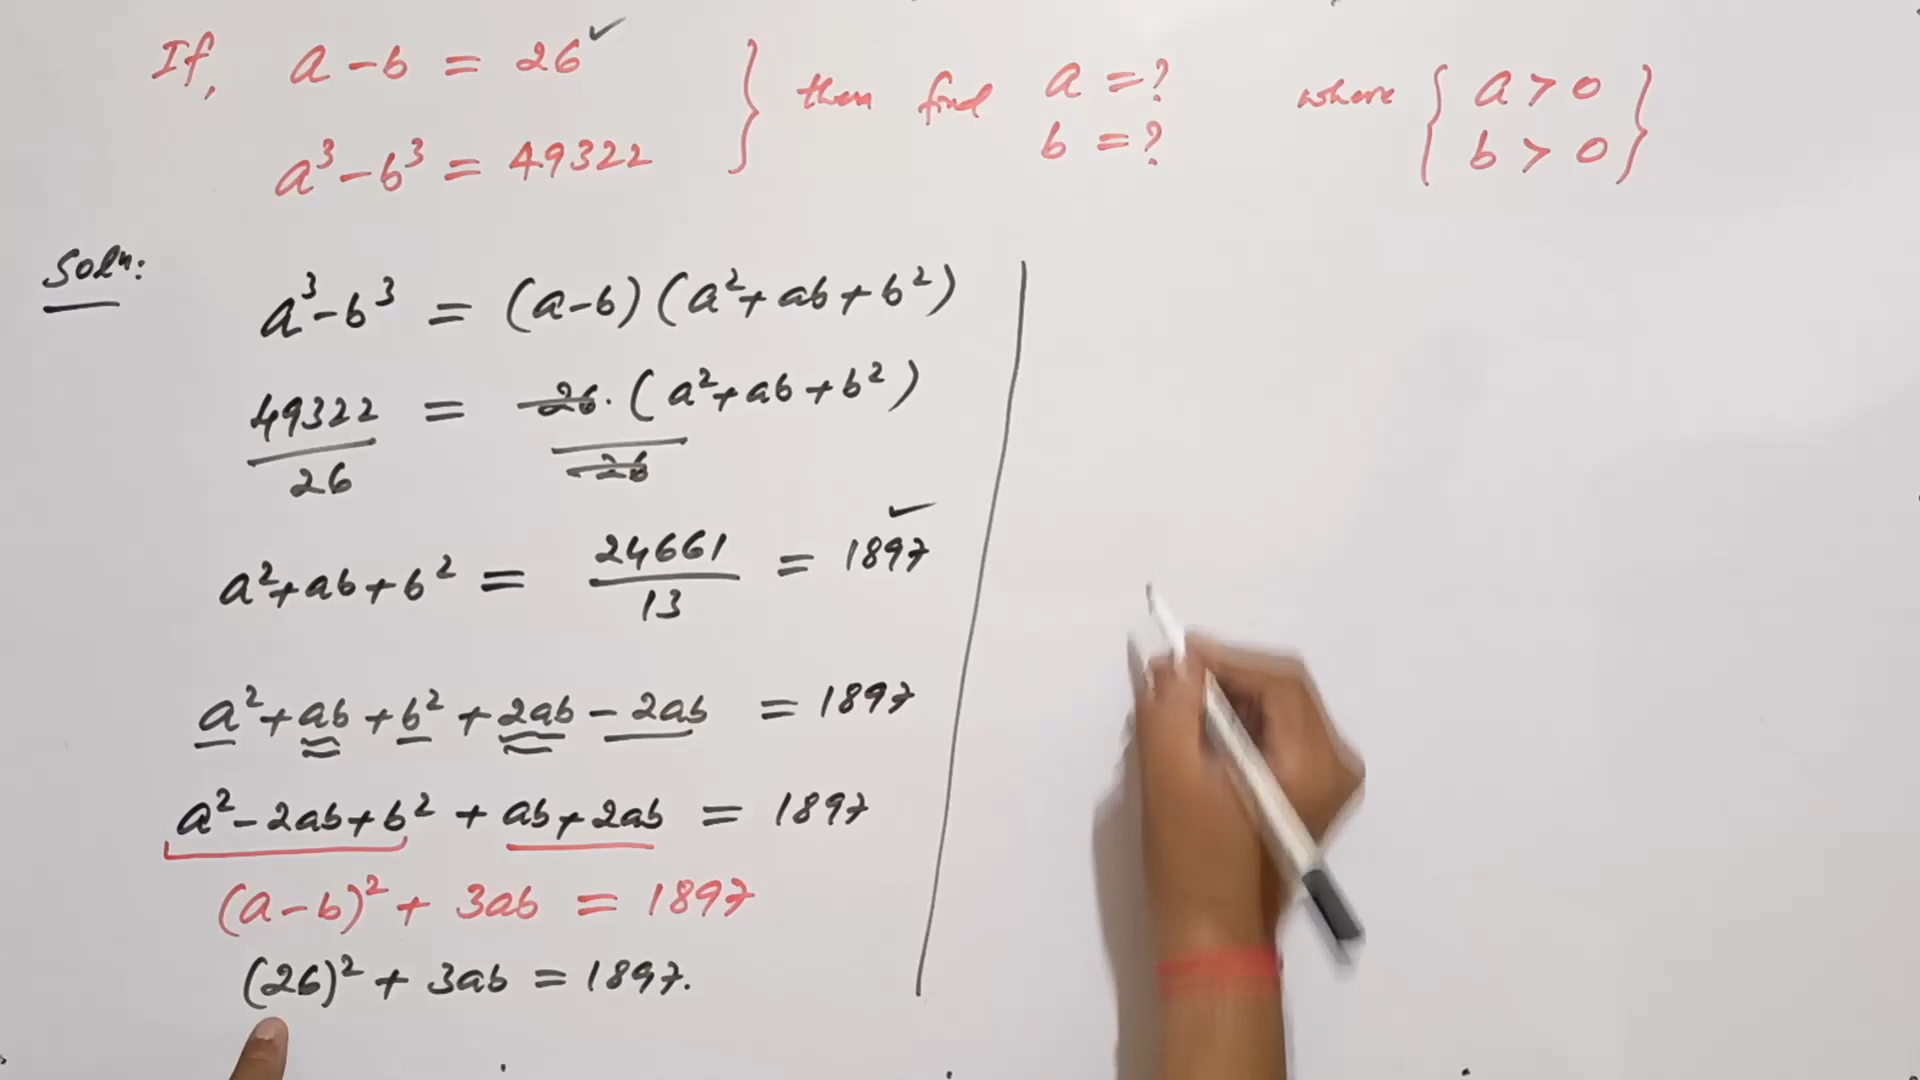 If, a - b = 26 ✓ } then find a = ? where { a > 0 }
a³ - b³ = 49322 b = ? b > 0
Solⁿ:
a³ - b³ = (a - b)(a² + ab + b²)
49322/26 = 26·(a² + ab + b²)/26
a² + ab + b² = 24661/13 = 1897 ✓
a² + ab + b² + 2ab - 2ab = 1897
a² - 2ab + b² + ab + 2ab = 1897
(a - b)² + 3ab = 1897
(26)² + 3ab = 1897.